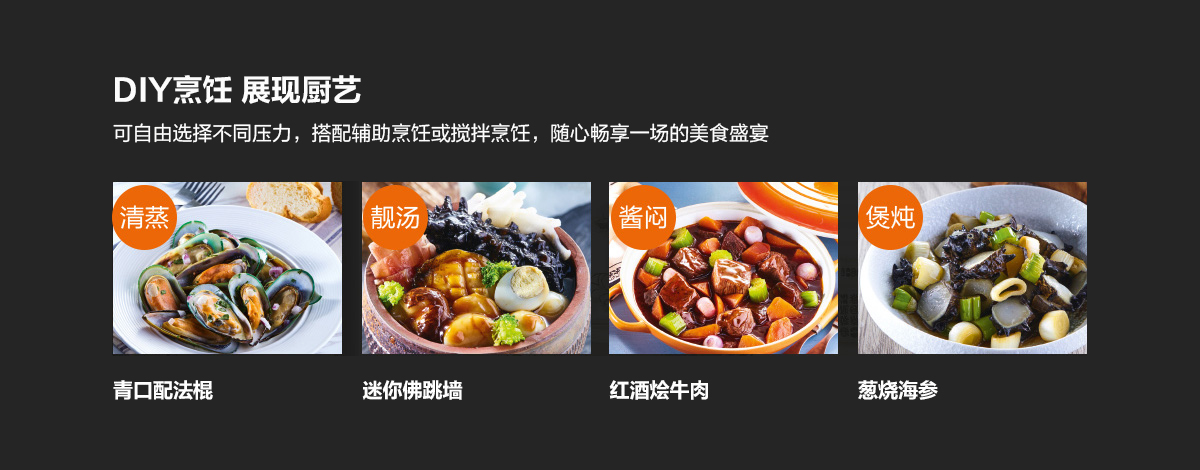 DIY烹饪 展现厨艺
可自由选择不同压力，搭配辅助烹饪或搅拌烹饪，随心畅享一场的美食盛宴
清蒸
靓汤
酱闷
煲炖
青口配法棍
迷你佛跳墙
红酒烩牛肉
葱烧海参